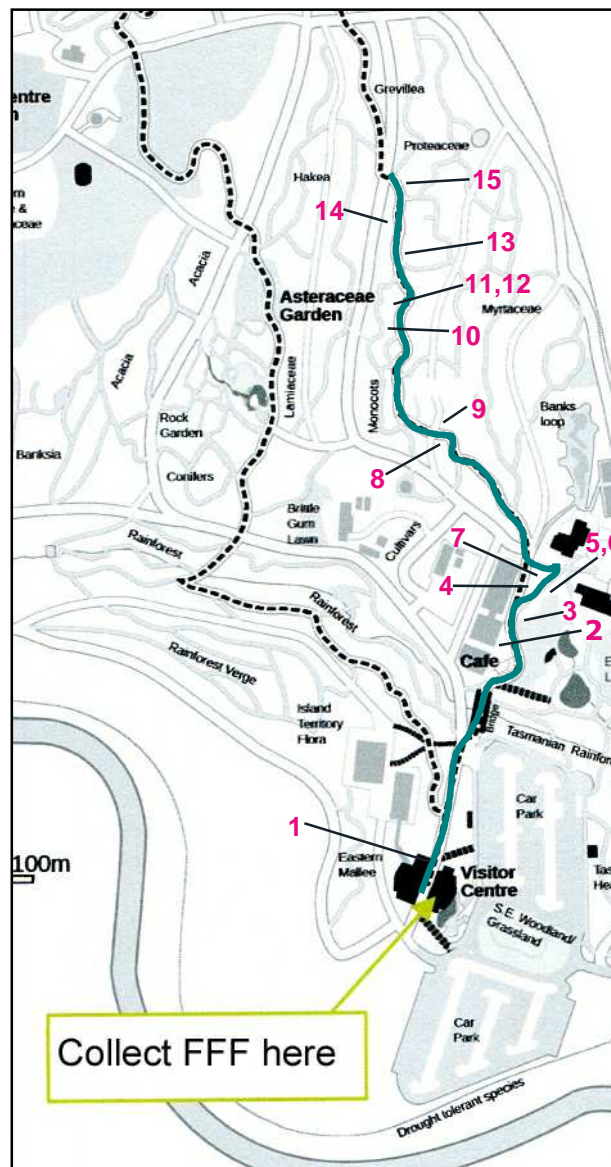 Grevillea
entre
Proteaceae
15
Hakea
14
&
13
Acacia
11,12
Asteraceae
Garden
Myrtaceae
10
Acacia
Lamiaceae
Monocots
9
Banks
loop
Rock
Garden
Banksia
8
Conifers
Brittle
Gum
Lawn
Cultivars
7
5,6
Rainforest
4
Rainforest
3
2
Cafe
Rainforest Verge
Island
Territory
Flora
Bridge
Tasmanian Rainfo
Car
Park
1
100m
Eastern
Mallee
Visitor
Centre
S.E. Woodland/
Grassland
Collect FFF here
Car
Park
Drought tolerant species